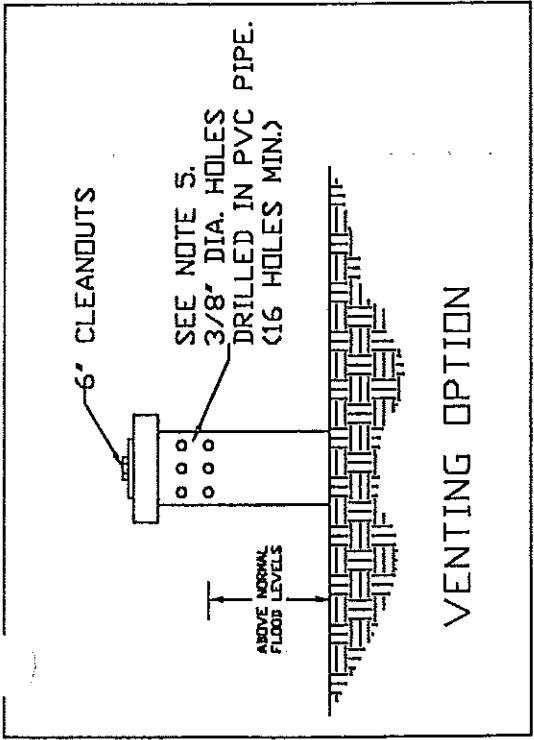 6" CLEANOUTS
SEE NOTE 5.
3/8" DIA. HOLES
DRILLED IN PVC PIPE.
(16 HOLES MIN.)
ABOVE NORMAL
FLOOD LEVELS
VENTING OPTION